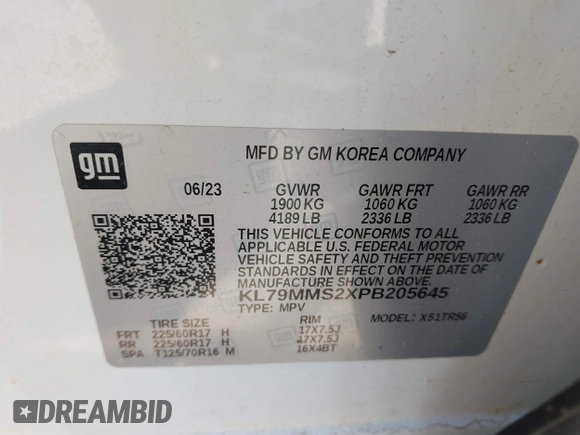 gm
MFD BY GM KOREA COMPANY
06/23 GVWR GAWR FRT GAWR RR
1900 KG 1060 KG 1060 KG
4189 LB 2336 LB 2336 LB
THIS VEHICLE CONFORMS TO ALL
APPLICABLE U.S. FEDERAL MOTOR
VEHICLE SAFETY AND THEFT PREVENTION
STANDARDS IN EFFECT ON THE DATE OF
MANUFACTURE SHOWN ABOVE.
KL79MMS2XPB205645
TYPE: MPV MODEL: X51TR56
TIRE SIZE RIM
FRT 225/60R17 H 17X7.5J
RR 225/60R17 H 17X7.5J
SPA T125/70R16 M 16X4BT
DREAMBID